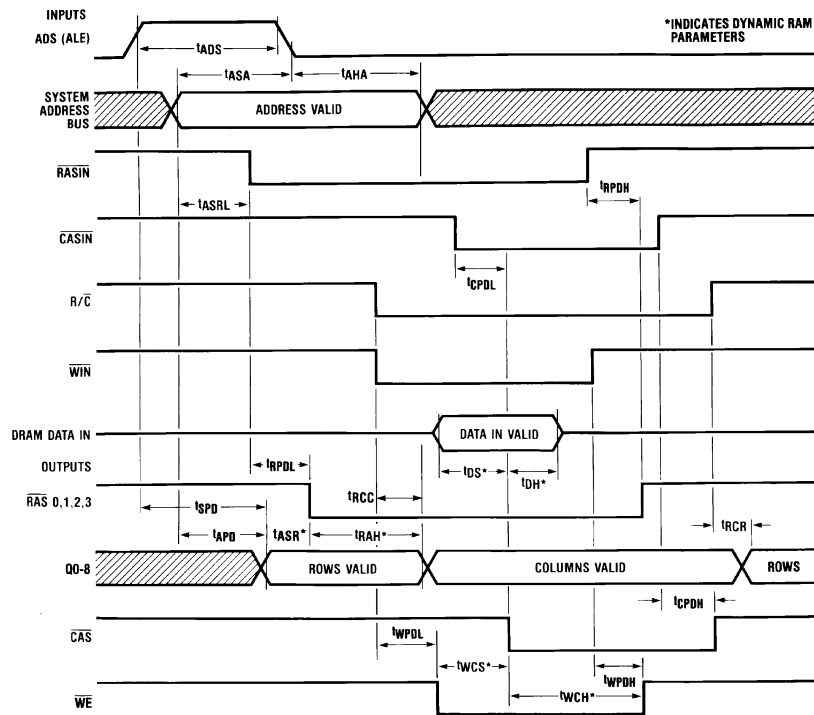 INPUTS
ADS (ALE)
*INDICATES DYNAMIC RAM
PARAMETERS
tADS
tASA
tAHA
SYSTEM
ADDRESS
BUS
ADDRESS VALID
RASIN
tRPDH
tASRL
CASIN
tCPDL
R/C
WIN
DRAM DATA IN
DATA IN VALID
OUTPUTS
tRPDL
tDS*
tDH*
RAS 0,1,2,3
tRCC
tSPD
tRCR
tAPD
tASR*
tRAH*
Q0-8
ROWS VALID
COLUMNS VALID
ROWS
tCPDH
CAS
tWPDL
tWCS*
tWPDH
tWCH*
WE